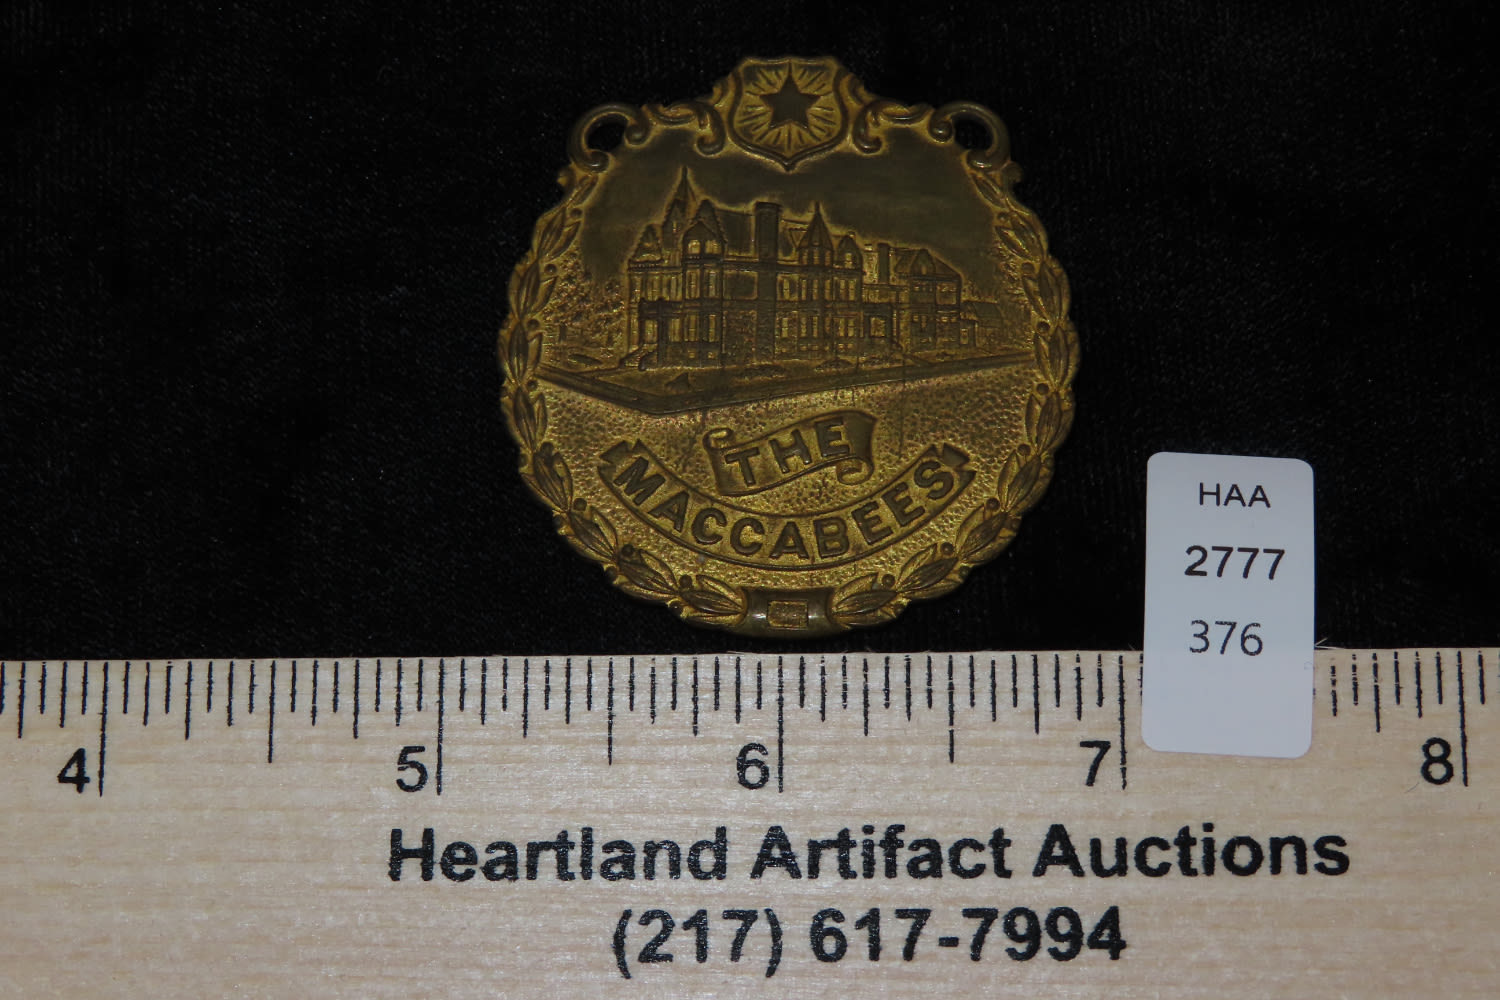 THE
MACCABEES
HAA
2777
376
4 5 6 7 8
Heartland Artifact Auctions
(217) 617-7994